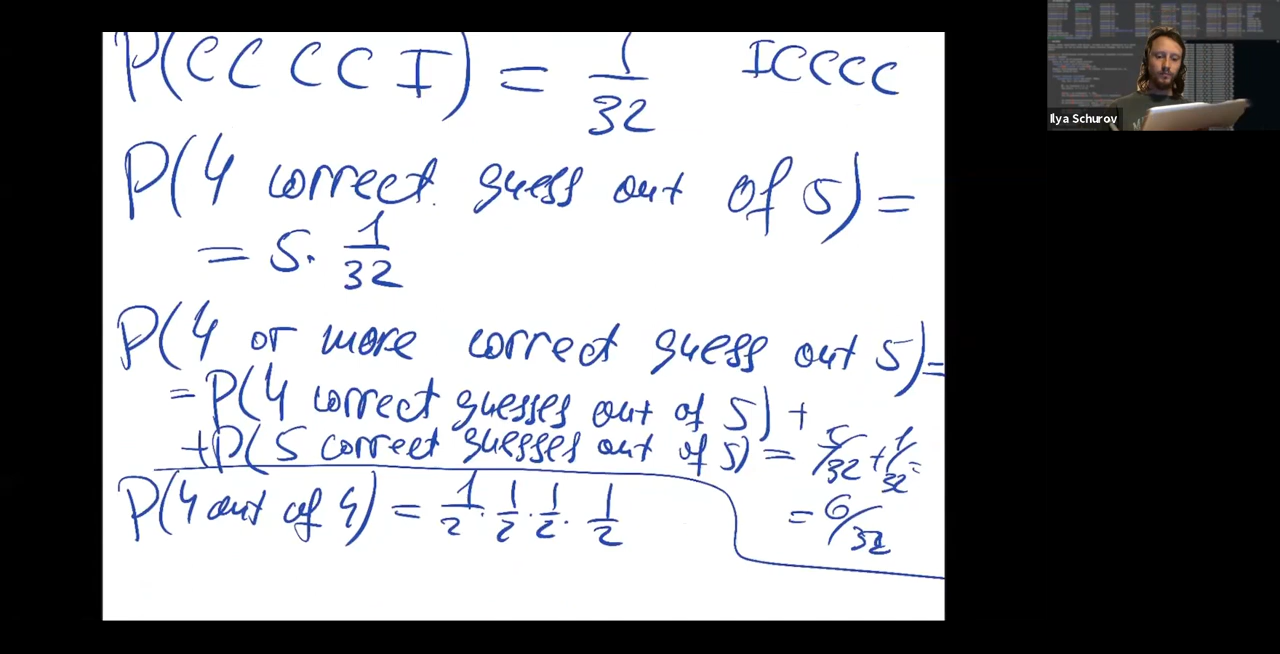 P(CCCCI) = 1/32 ICCCC
Ilya Schurov
P(4 correct guess out of 5) =
= 5 · 1/32
P(4 or more correct guess out 5) =
= P(4 correct guesses out of 5) +
+ P(5 correct guesses out of 5) = 5/32 + 1/32 =
= 6/32
P(4 out of 4) = 1/2 · 1/2 · 1/2 · 1/2